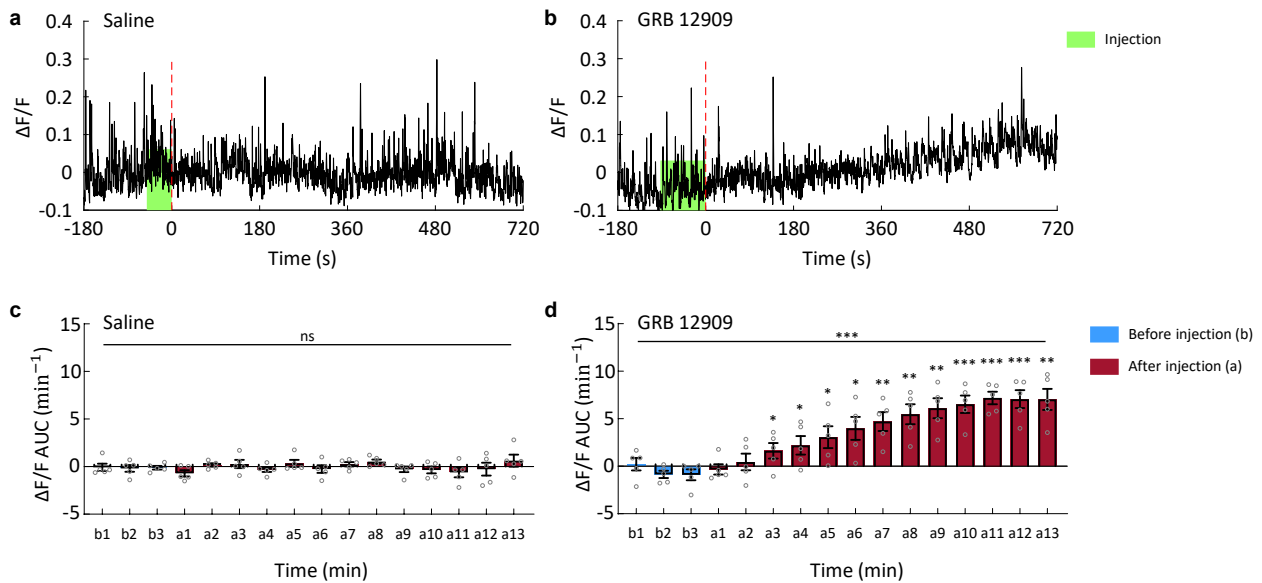 a Saline
0.4
0.3
0.2
0.1
0
-0.1
ΔF/F
-180 0 180 360 480 720
Time (s)
b GRB 12909
0.4
0.3
0.2
0.1
0
-0.1
ΔF/F
-180 0 180 360 480 720
Time (s)
Injection
c Saline
15
10
5
0
-5
ΔF/F AUC (min⁻¹)
ns
b1 b2 b3 a1 a2 a3 a4 a5 a6 a7 a8 a9 a10 a11 a12 a13
Time (min)
d GRB 12909
15
10
5
0
-5
ΔF/F AUC (min⁻¹)
***
* * * * ** ** ** *** *** *** **
b1 b2 b3 a1 a2 a3 a4 a5 a6 a7 a8 a9 a10 a11 a12 a13
Time (min)
Before injection (b)
After injection (a)